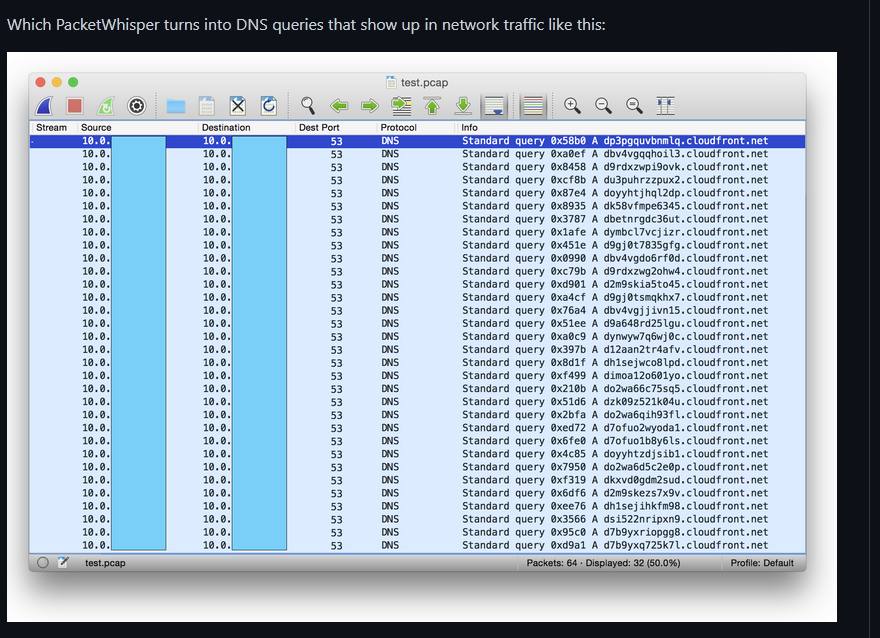 Which PacketWhisper turns into DNS queries that show up in network traffic like this:
test.pcap
Stream Source Destination Dest Port Protocol Info
10.0. 10.0. 53 DNS Standard query 0x58b0 A dp3pgquvbnmlq.cloudfront.net
10.0. 10.0. 53 DNS Standard query 0xa0ef A dbv4vgqqhoil3.cloudfront.net
10.0. 10.0. 53 DNS Standard query 0x8458 A d9rdxzwpi9ovk.cloudfront.net
10.0. 10.0. 53 DNS Standard query 0xcf8b A du3puhrzzpux2.cloudfront.net
10.0. 10.0. 53 DNS Standard query 0x87e4 A doyyhtjhql2dp.cloudfront.net
10.0. 10.0. 53 DNS Standard query 0x8935 A dk58vfmpe6345.cloudfront.net
10.0. 10.0. 53 DNS Standard query 0x3787 A dbetnrgdc36ut.cloudfront.net
10.0. 10.0. 53 DNS Standard query 0x1afe A dymbcl7vcjizr.cloudfront.net
10.0. 10.0. 53 DNS Standard query 0x451e A d9gj0t7835gfg.cloudfront.net
10.0. 10.0. 53 DNS Standard query 0x0990 A dbv4vgdo6rf0d.cloudfront.net
10.0. 10.0. 53 DNS Standard query 0xc79b A d9rdxzwg2ohw4.cloudfront.net
10.0. 10.0. 53 DNS Standard query 0xd901 A d2m9skia5to45.cloudfront.net
10.0. 10.0. 53 DNS Standard query 0xa4cf A d9gj0tsmqkhx7.cloudfront.net
10.0. 10.0. 53 DNS Standard query 0x76a4 A dbv4vgjjivn15.cloudfront.net
10.0. 10.0. 53 DNS Standard query 0x51ee A d9a648rd25lgu.cloudfront.net
10.0. 10.0. 53 DNS Standard query 0xa0c9 A dynwyw7q6wj0c.cloudfront.net
10.0. 10.0. 53 DNS Standard query 0x397b A d12aan2tr4afv.cloudfront.net
10.0. 10.0. 53 DNS Standard query 0x8d1f A dh1sejwco8lpd.cloudfront.net
10.0. 10.0. 53 DNS Standard query 0xf499 A dimoa12o601yo.cloudfront.net
10.0. 10.0. 53 DNS Standard query 0x210b A do2wa66c75sq5.cloudfront.net
10.0. 10.0. 53 DNS Standard query 0x51d6 A dzk09z521k04u.cloudfront.net
10.0. 10.0. 53 DNS Standard query 0x2bfa A do2wa6qih93fl.cloudfront.net
10.0. 10.0. 53 DNS Standard query 0xed72 A d7ofuo2wyoda1.cloudfront.net
10.0. 10.0. 53 DNS Standard query 0x6fe0 A d7ofuo1b8y6ls.cloudfront.net
10.0. 10.0. 53 DNS Standard query 0x4c85 A doyyhtzdjsib1.cloudfront.net
10.0. 10.0. 53 DNS Standard query 0x7950 A do2wa6d5c2e0p.cloudfront.net
10.0. 10.0. 53 DNS Standard query 0xf319 A dkxvd0gdm2sud.cloudfront.net
10.0. 10.0. 53 DNS Standard query 0x6df6 A d2m9skezs7x9v.cloudfront.net
10.0. 10.0. 53 DNS Standard query 0xee76 A dh1sejihkfm98.cloudfront.net
10.0. 10.0. 53 DNS Standard query 0x3566 A dsi522nripxn9.cloudfront.net
10.0. 10.0. 53 DNS Standard query 0x95c0 A d7b9yxriopgg8.cloudfront.net
10.0. 10.0. 53 DNS Standard query 0xd9a1 A d7b9yxq725k7l.cloudfront.net
test.pcap Packets: 64 · Displayed: 32 (50.0%) Profile: Default